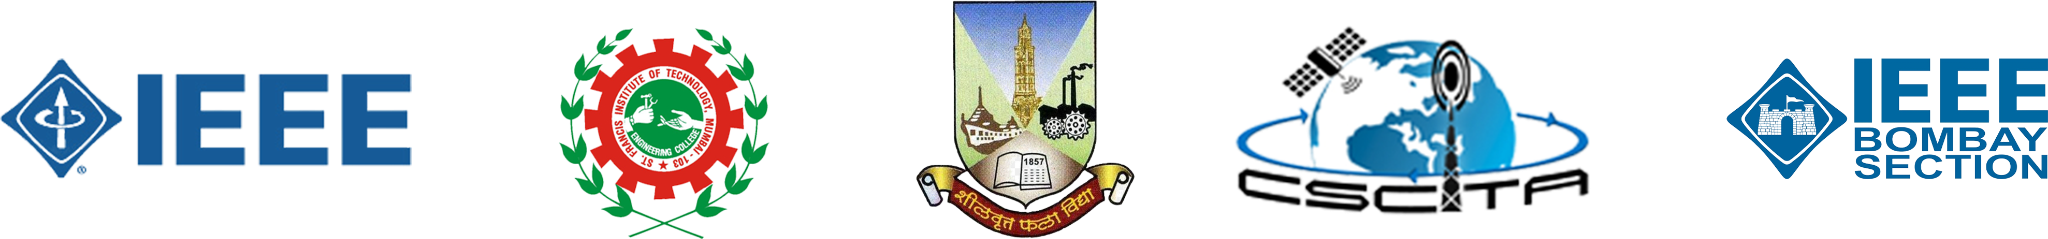 IEEE
ST. FRANCIS INSTITUTE OF TECHNOLOGY, MUMBAI - 103
ENGINEERING COLLEGE
1857
शीलवृत्त फला विद्या
CSCITA
IEEE
BOMBAY
SECTION